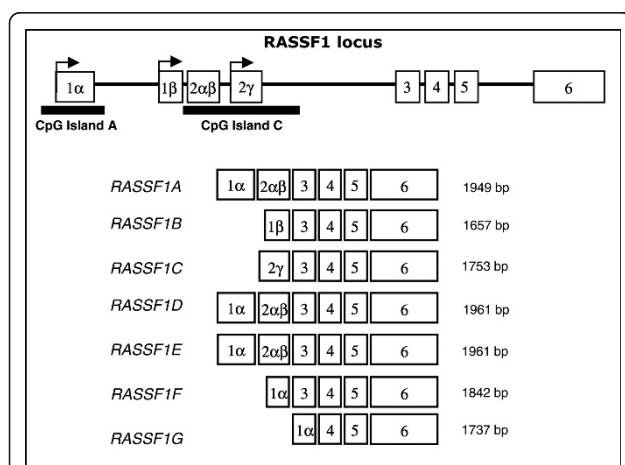 RASSF1 locus
1α 1β 2αβ 2γ 3 4 5 6
CpG Island A CpG Island C
RASSF1A 1α 2αβ 3 4 5 6 1949 bp
RASSF1B 1β 3 4 5 6 1657 bp
RASSF1C 2γ 3 4 5 6 1753 bp
RASSF1D 1α 2αβ 3 4 5 6 1961 bp
RASSF1E 1α 2αβ 3 4 5 6 1961 bp
RASSF1F 1α 3 4 5 6 1842 bp
RASSF1G 1α 4 5 6 1737 bp